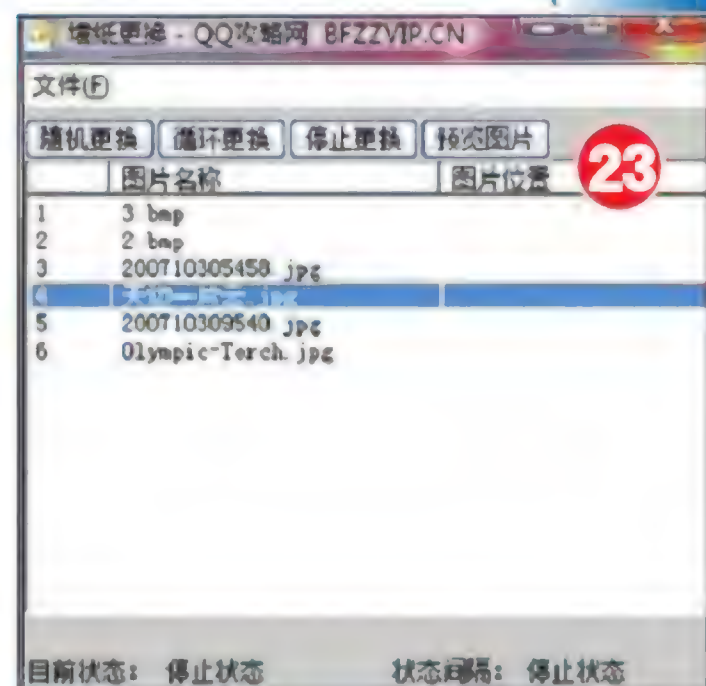 墙纸更换 - QQ攻略网 BFZZVIP.CN
文件(F)
随机更换 循环更换 停止更换 预览图片
23
图片名称 图片位置
1 3 bmp
2 2 bmp
3 200710305458 jpg
4 jpg
5 200710309540 jpg
6 Olympic-Torch.jpg
目前状态: 停止状态 状态间隔: 停止状态